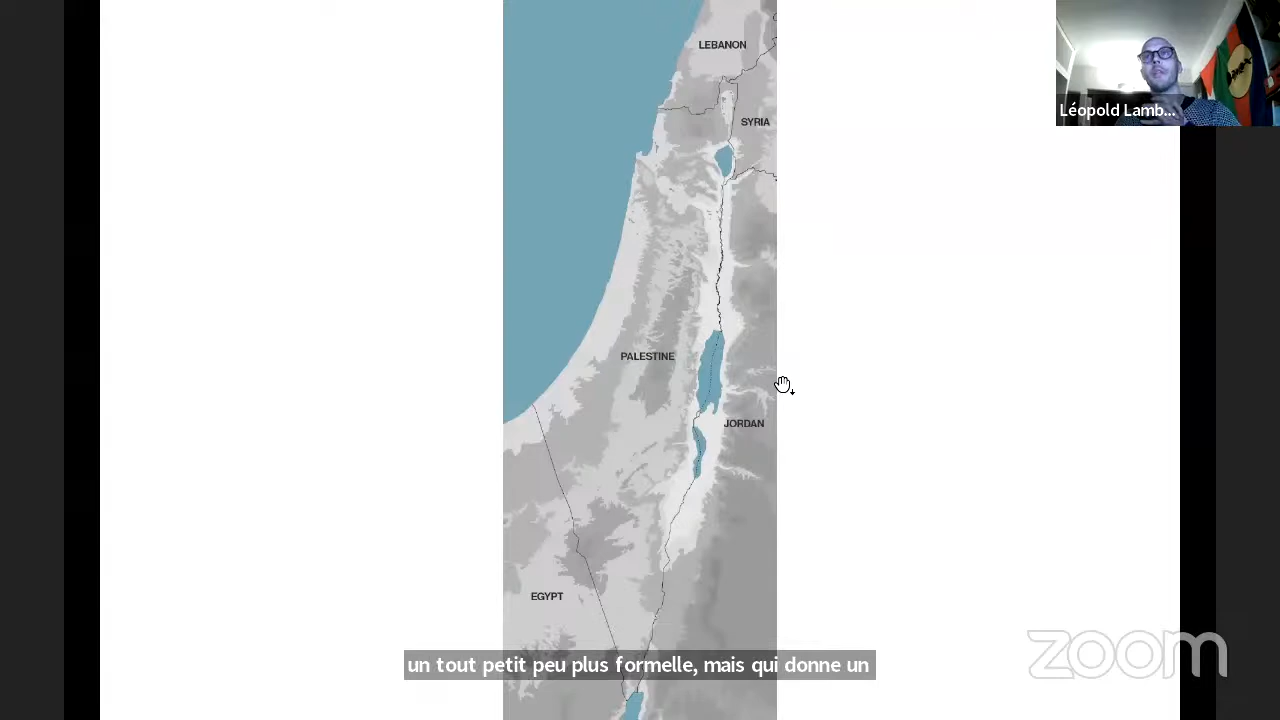 LEBANON
SYRIA
Léopold Lamb...
PALESTINE
JORDAN
EGYPT
un tout petit peu plus formelle, mais qui donne un
zoom